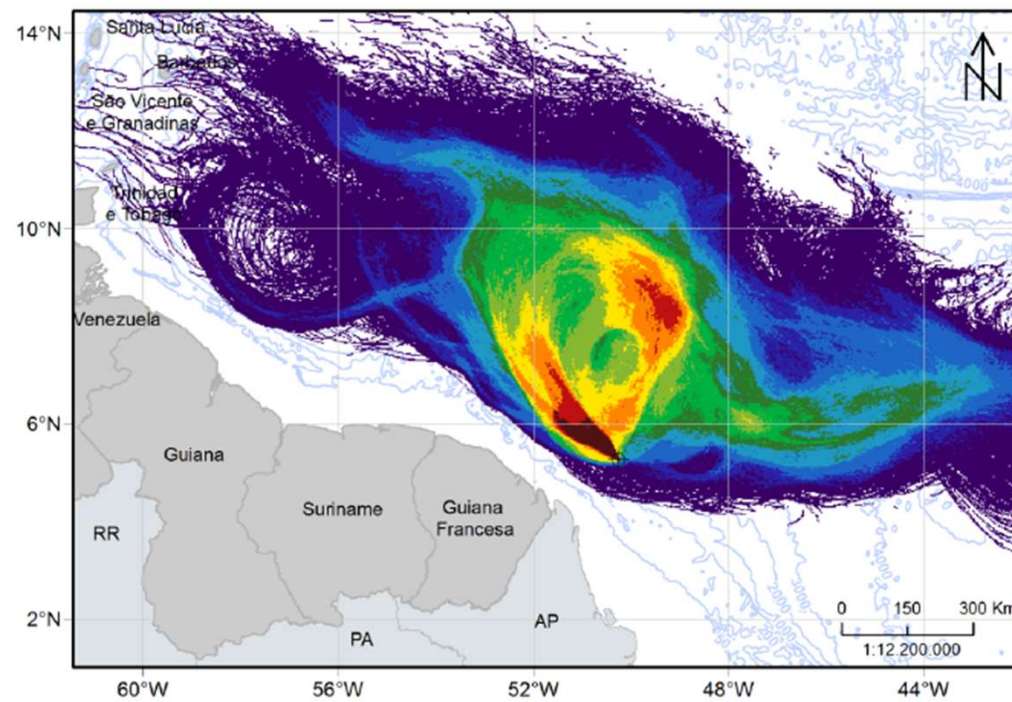 14°N
Santa Lucia
Barbados
São Vicente
e Granadinas
4000
Trinidad
e Tobago
10°N
Venezuela
6°N
Guiana
Suriname
Guiana
Francesa
RR
AP
PA
2°N
0 150 300 Km
1:12.200.000
60°W 56°W 52°W 48°W 44°W